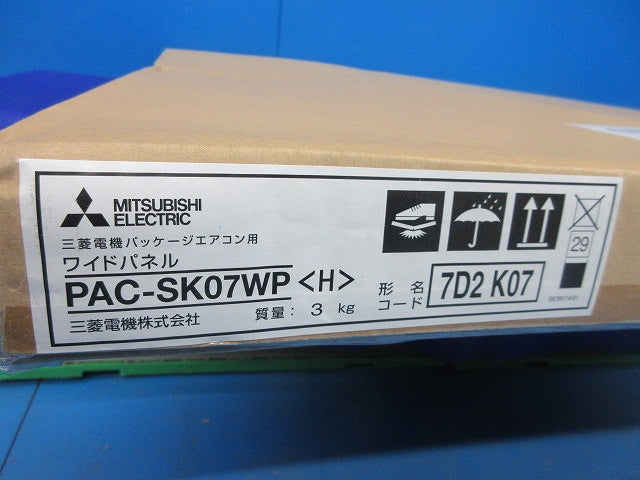 MITSUBISHI
ELECTRIC
三菱電機パッケージエアコン用
ワイドパネル
PAC-SK07WP <H>
三菱電機株式会社
質量: 3 kg
形名
コード
7D2 K07
29